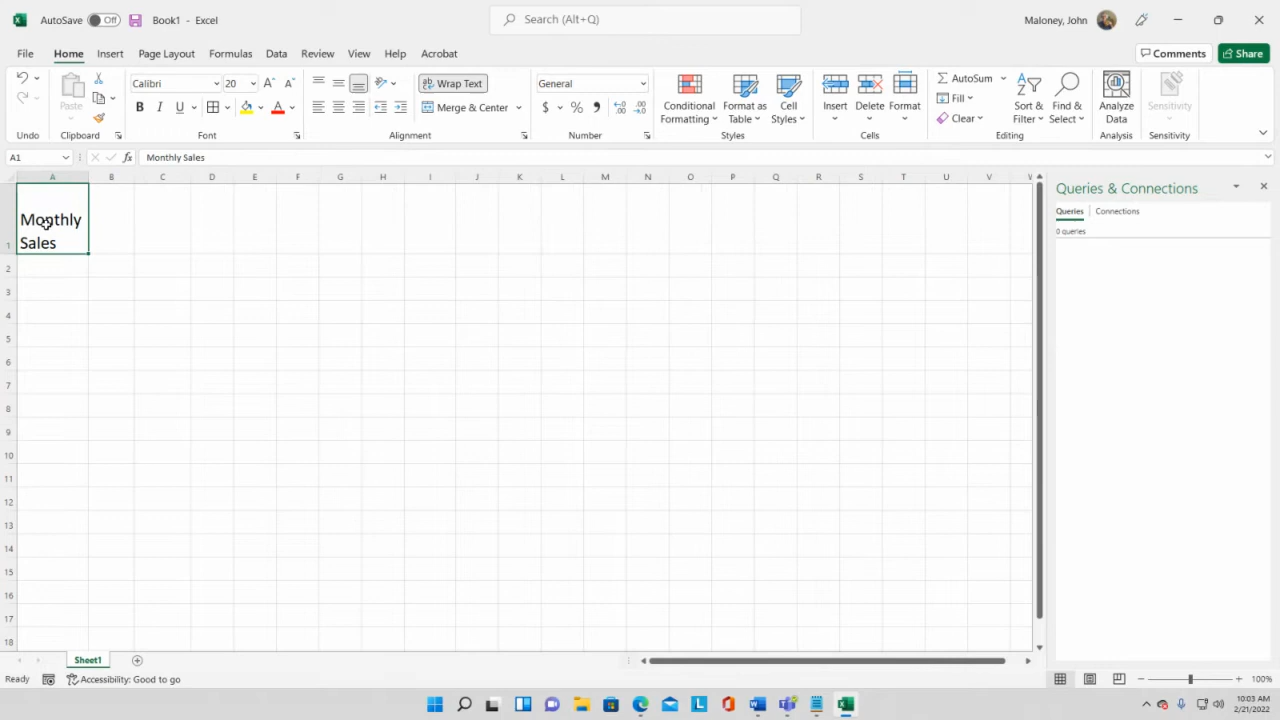 AutoSave Off Book1 - Excel Search (Alt+Q) Maloney, John
File Home Insert Page Layout Formulas Data Review View Help Acrobat Comments Share
Calibri 20 Wrap Text General AutoSum
Paste B I U Merge & Center $ % Conditional Formatting Format as Table Cell Styles Insert Delete Format Fill Clear Sort & Filter Find & Select Analyze Data Sensitivity
Undo Clipboard Font Alignment Number Styles Cells Editing Analysis Sensitivity
A1 fx Monthly Sales
A B C D E F G H I J K L M N O P Q R S T U V
Queries & Connections
Queries Connections
0 queries
Monthly
1 Sales
2
3
4
5
6
7
8
9
10
11
12
13
14
15
16
17
18
Sheet1
Ready Accessibility: Good to go 100%
10:03 AM
2/21/2022